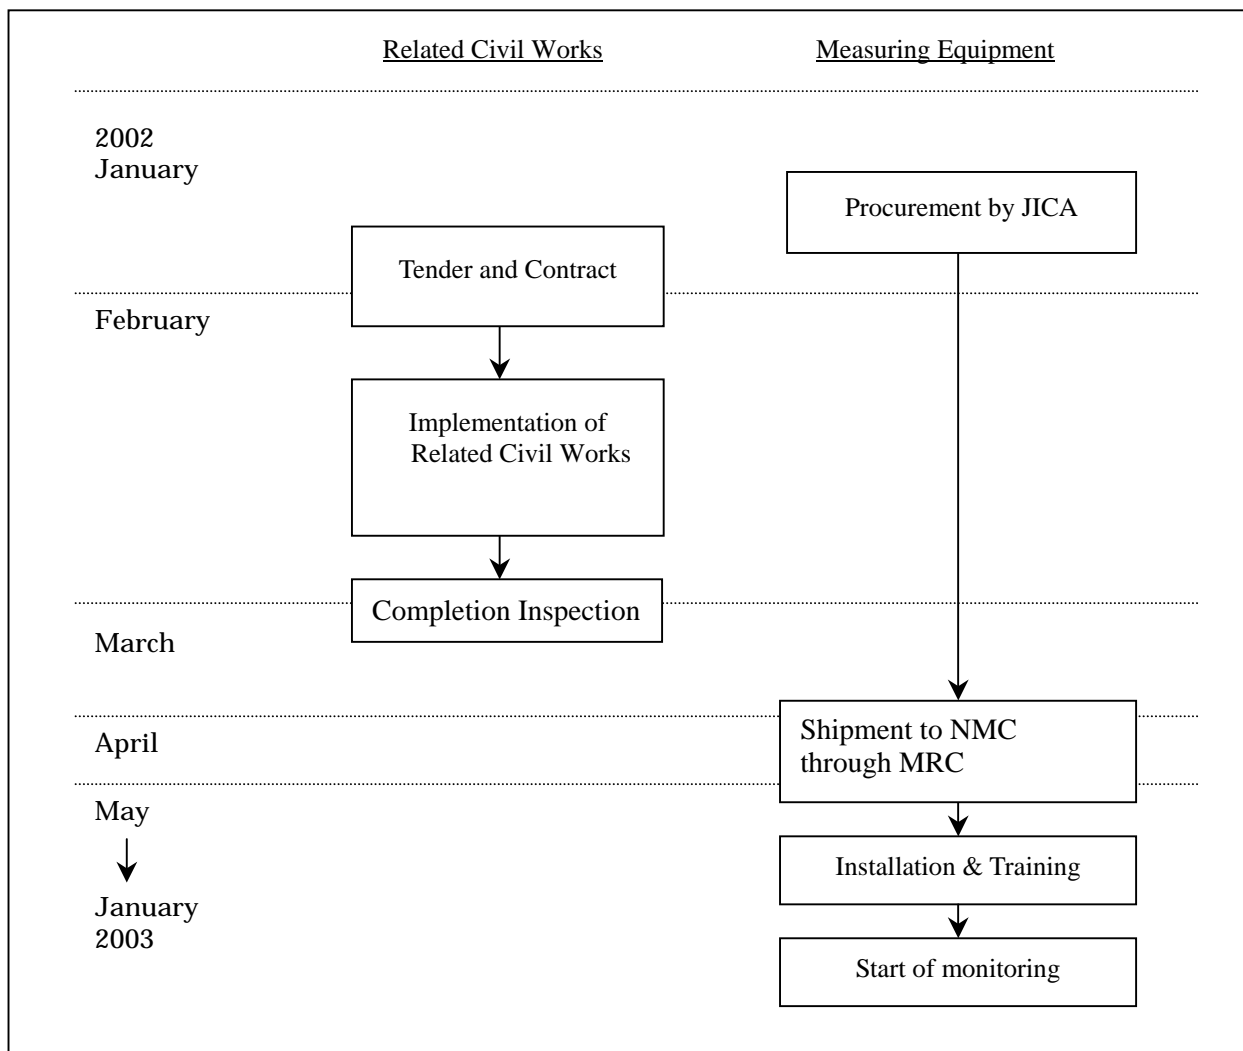 Related Civil Works
Measuring Equipment
2002
January
Procurement by JICA
Tender and Contract
February
Implementation of
Related Civil Works
Completion Inspection
March
Shipment to NMC
through MRC
April
May
Installation & Training
January
2003
Start of monitoring